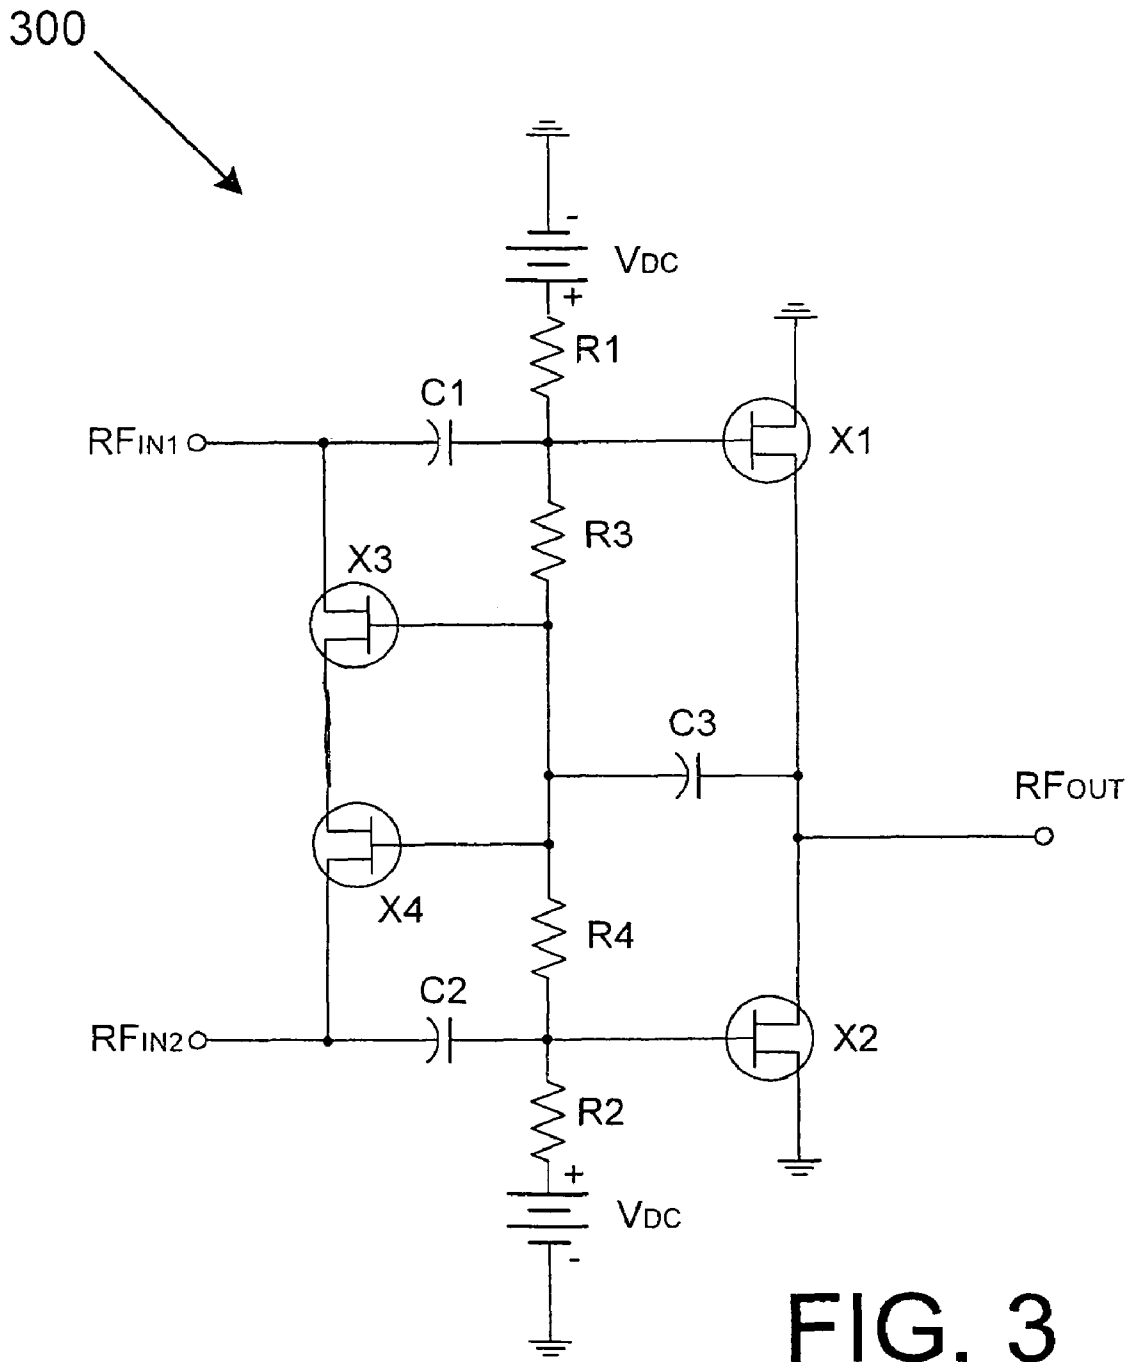 300
-
VDC
+
R1
C1
RFIN1
X1
R3
X3
C3
RFOUT
X4
R4
C2
RFIN2
X2
R2
+
VDC
-
FIG. 3